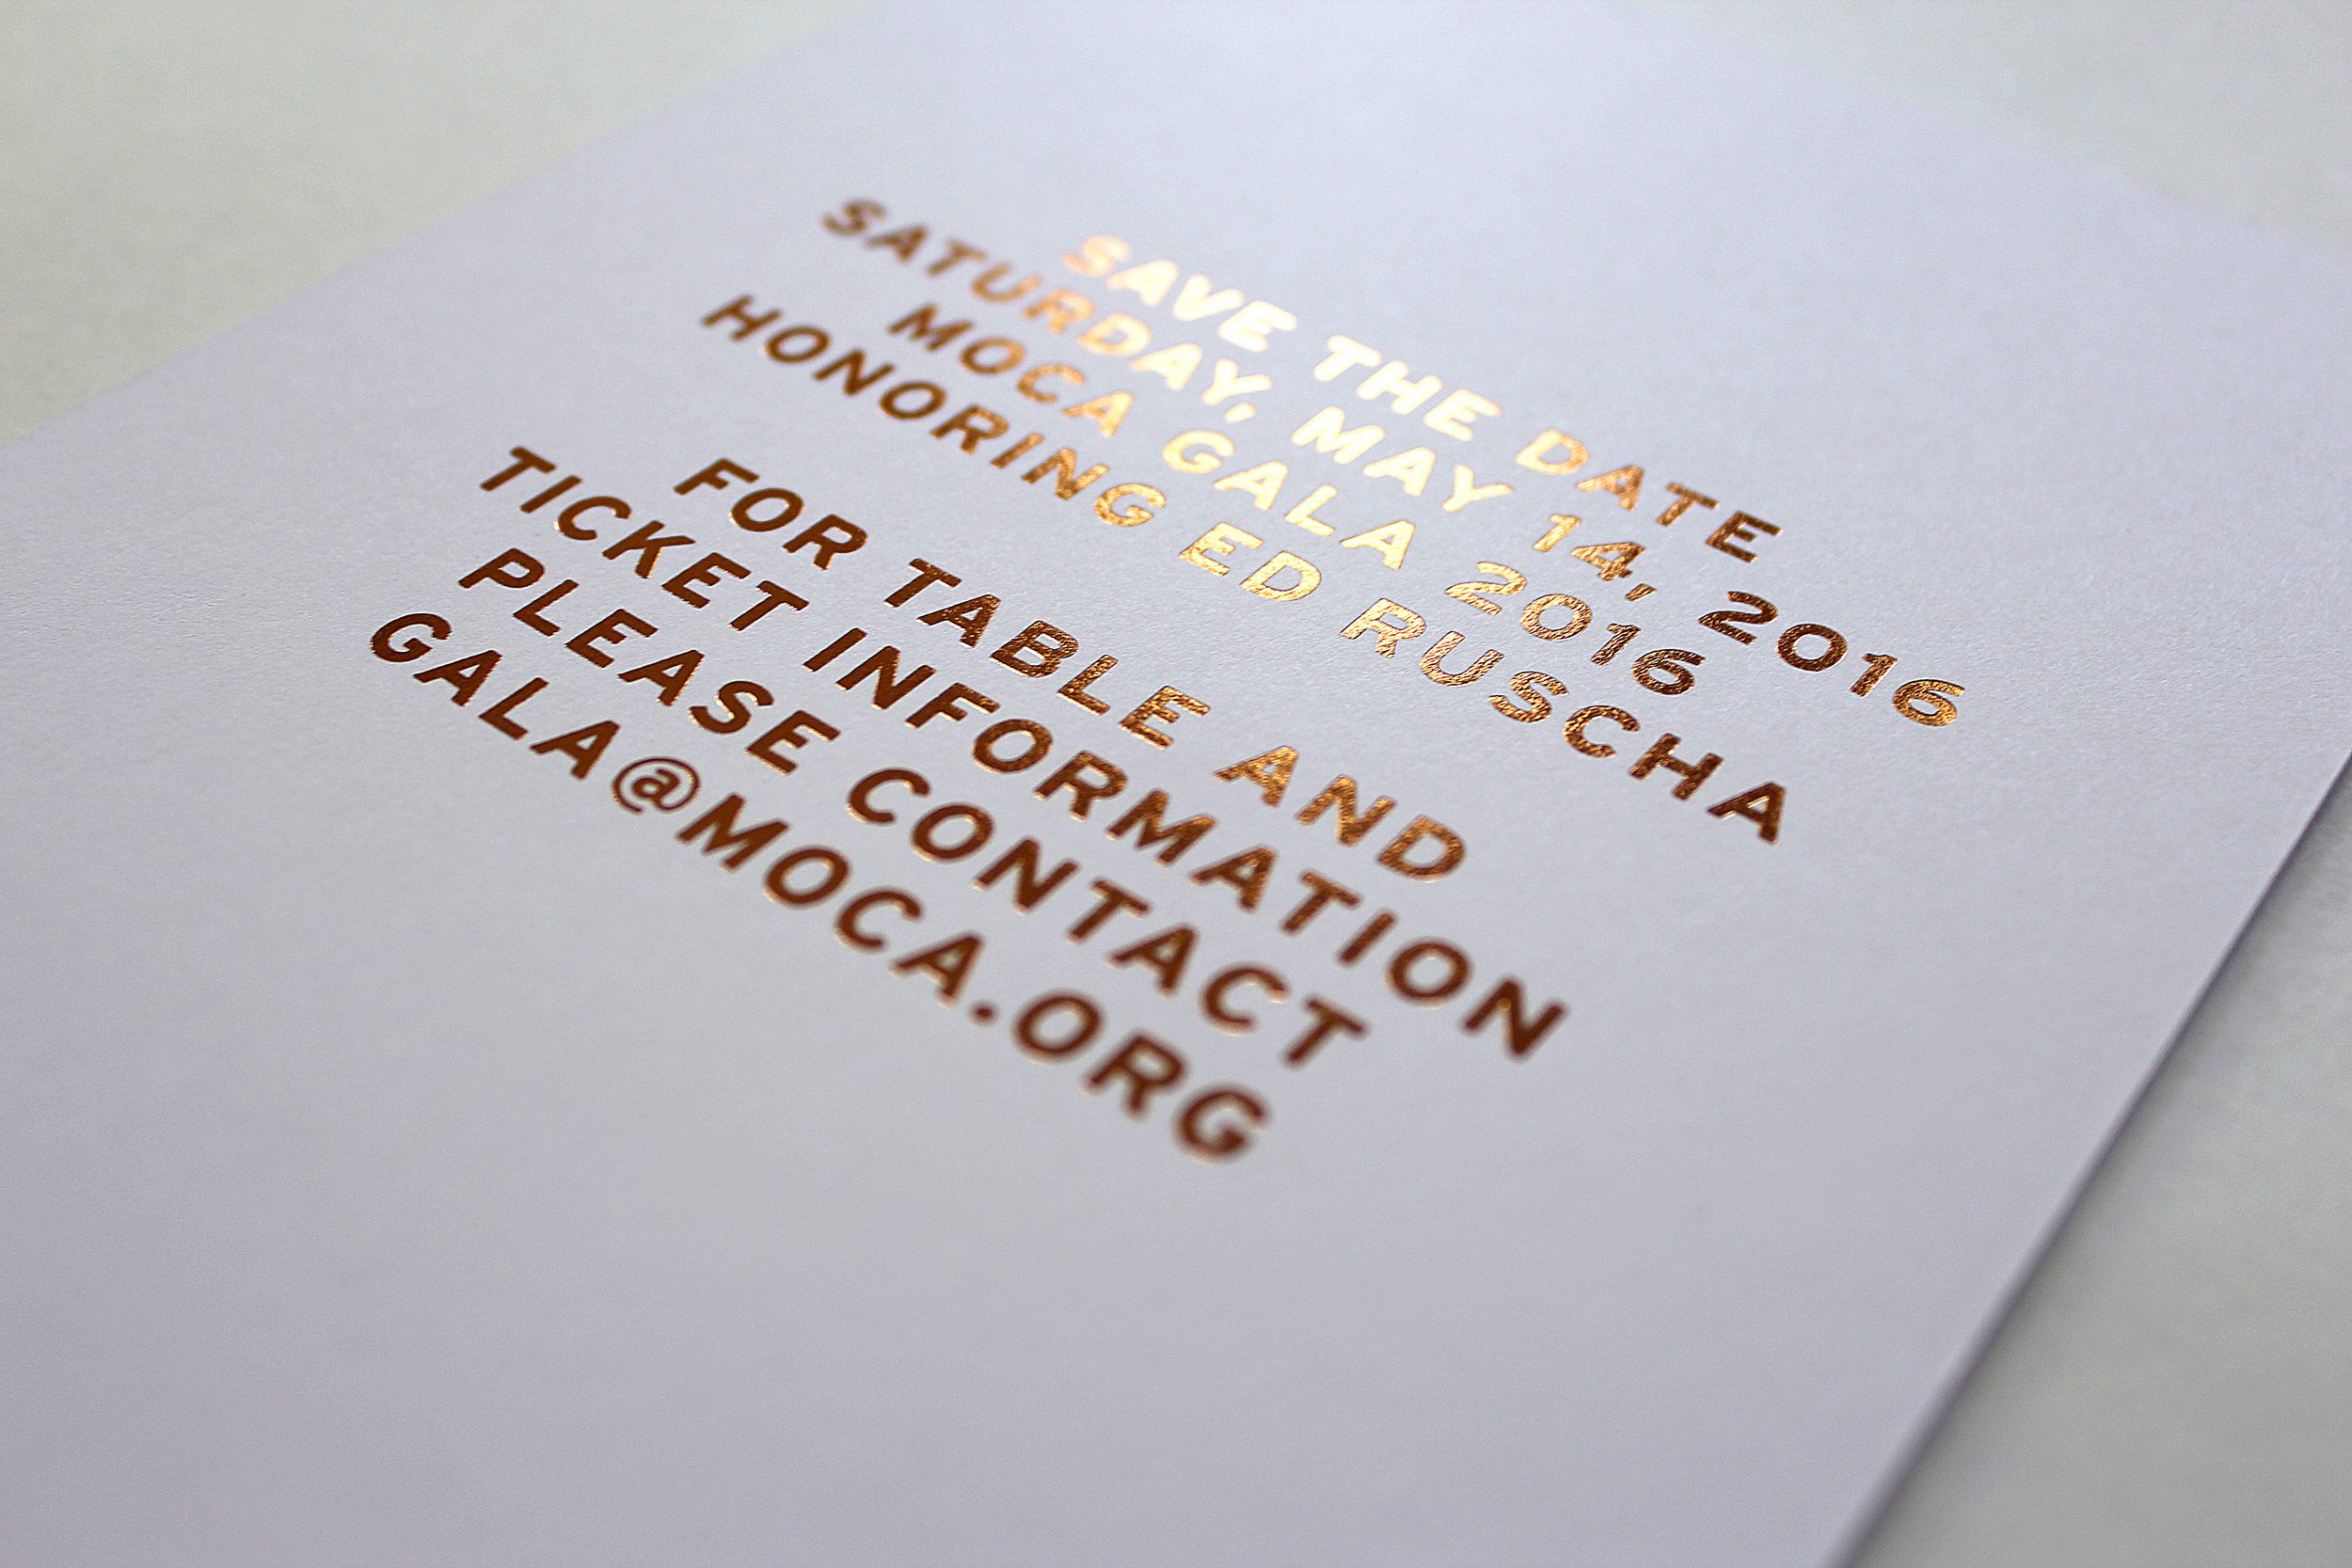 SAVE THE DATE
SATURDAY, MAY 14, 2016
MOCA GALA 2016
HONORING ED RUSCHA
FOR TABLE AND
TICKET INFORMATION
PLEASE CONTACT
GALA@MOCA.ORG